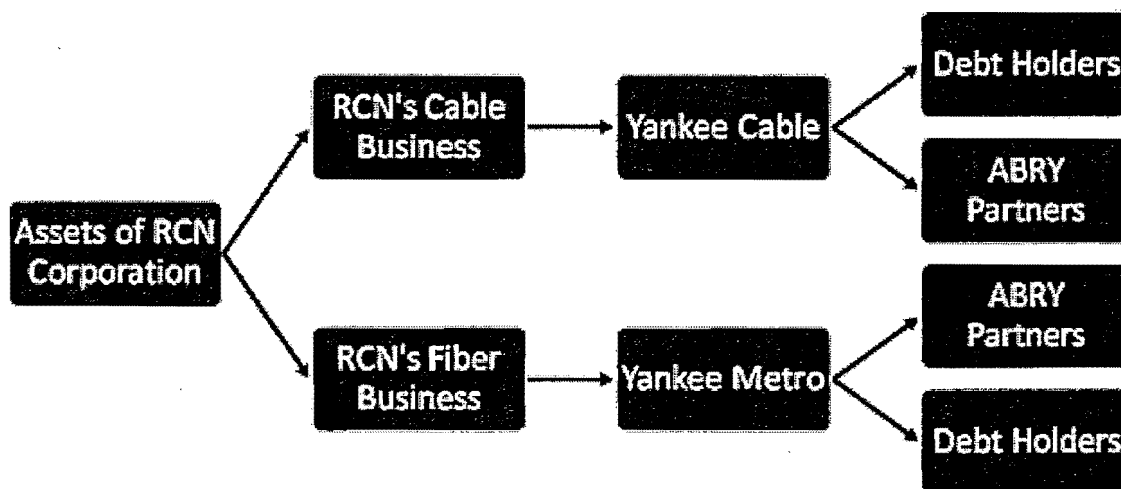 Assets of RCN
Corporation
RCN's Cable
Business
Yankee Cable
Debt Holders
ABRY
Partners
RCN's Fiber
Business
Yankee Metro
ABRY
Partners
Debt Holders